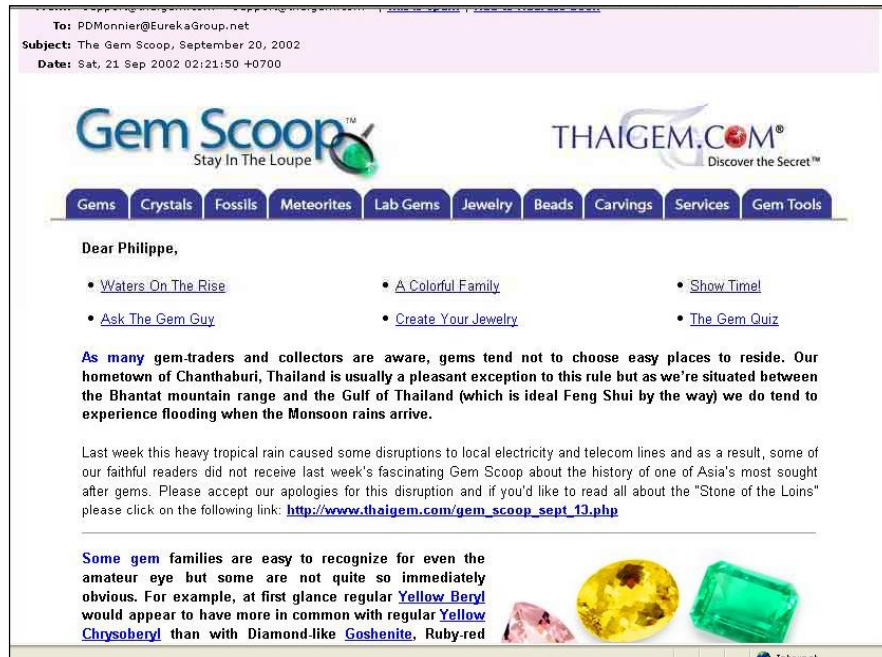 To: PDMonnier@EurekaGroup.net
Subject: The Gem Scoop, September 20, 2002
Date: Sat, 21 Sep 2002 02:21:50 +0700
Gem Scoop™
Stay In The Loupe
THAIGEM.COM®
Discover the Secret™
Gems Crystals Fossils Meteorites Lab Gems Jewelry Beads Carvings Services Gem Tools
Dear Philippe,
• Waters On The Rise • A Colorful Family • Show Time!
• Ask The Gem Guy • Create Your Jewelry • The Gem Quiz
As many gem-traders and collectors are aware, gems tend not to choose easy places to reside. Our
hometown of Chanthaburi, Thailand is usually a pleasant exception to this rule but as we're situated between
the Bhantat mountain range and the Gulf of Thailand (which is ideal Feng Shui by the way) we do tend to
experience flooding when the Monsoon rains arrive.
Last week this heavy tropical rain caused some disruptions to local electricity and telecom lines and as a result, some of
our faithful readers did not receive last week's fascinating Gem Scoop about the history of one of Asia's most sought
after gems. Please accept our apologies for this disruption and if you'd like to read all about the "Stone of the Loins"
please click on the following link: http://www.thaigem.com/gem_scoop_sept_13.php
Some gem families are easy to recognize for even the
amateur eye but some are not quite so immediately
obvious. For example, at first glance regular Yellow Beryl
would appear to have more in common with regular Yellow
Chrysoberyl than with Diamond-like Goshenite, Ruby-red